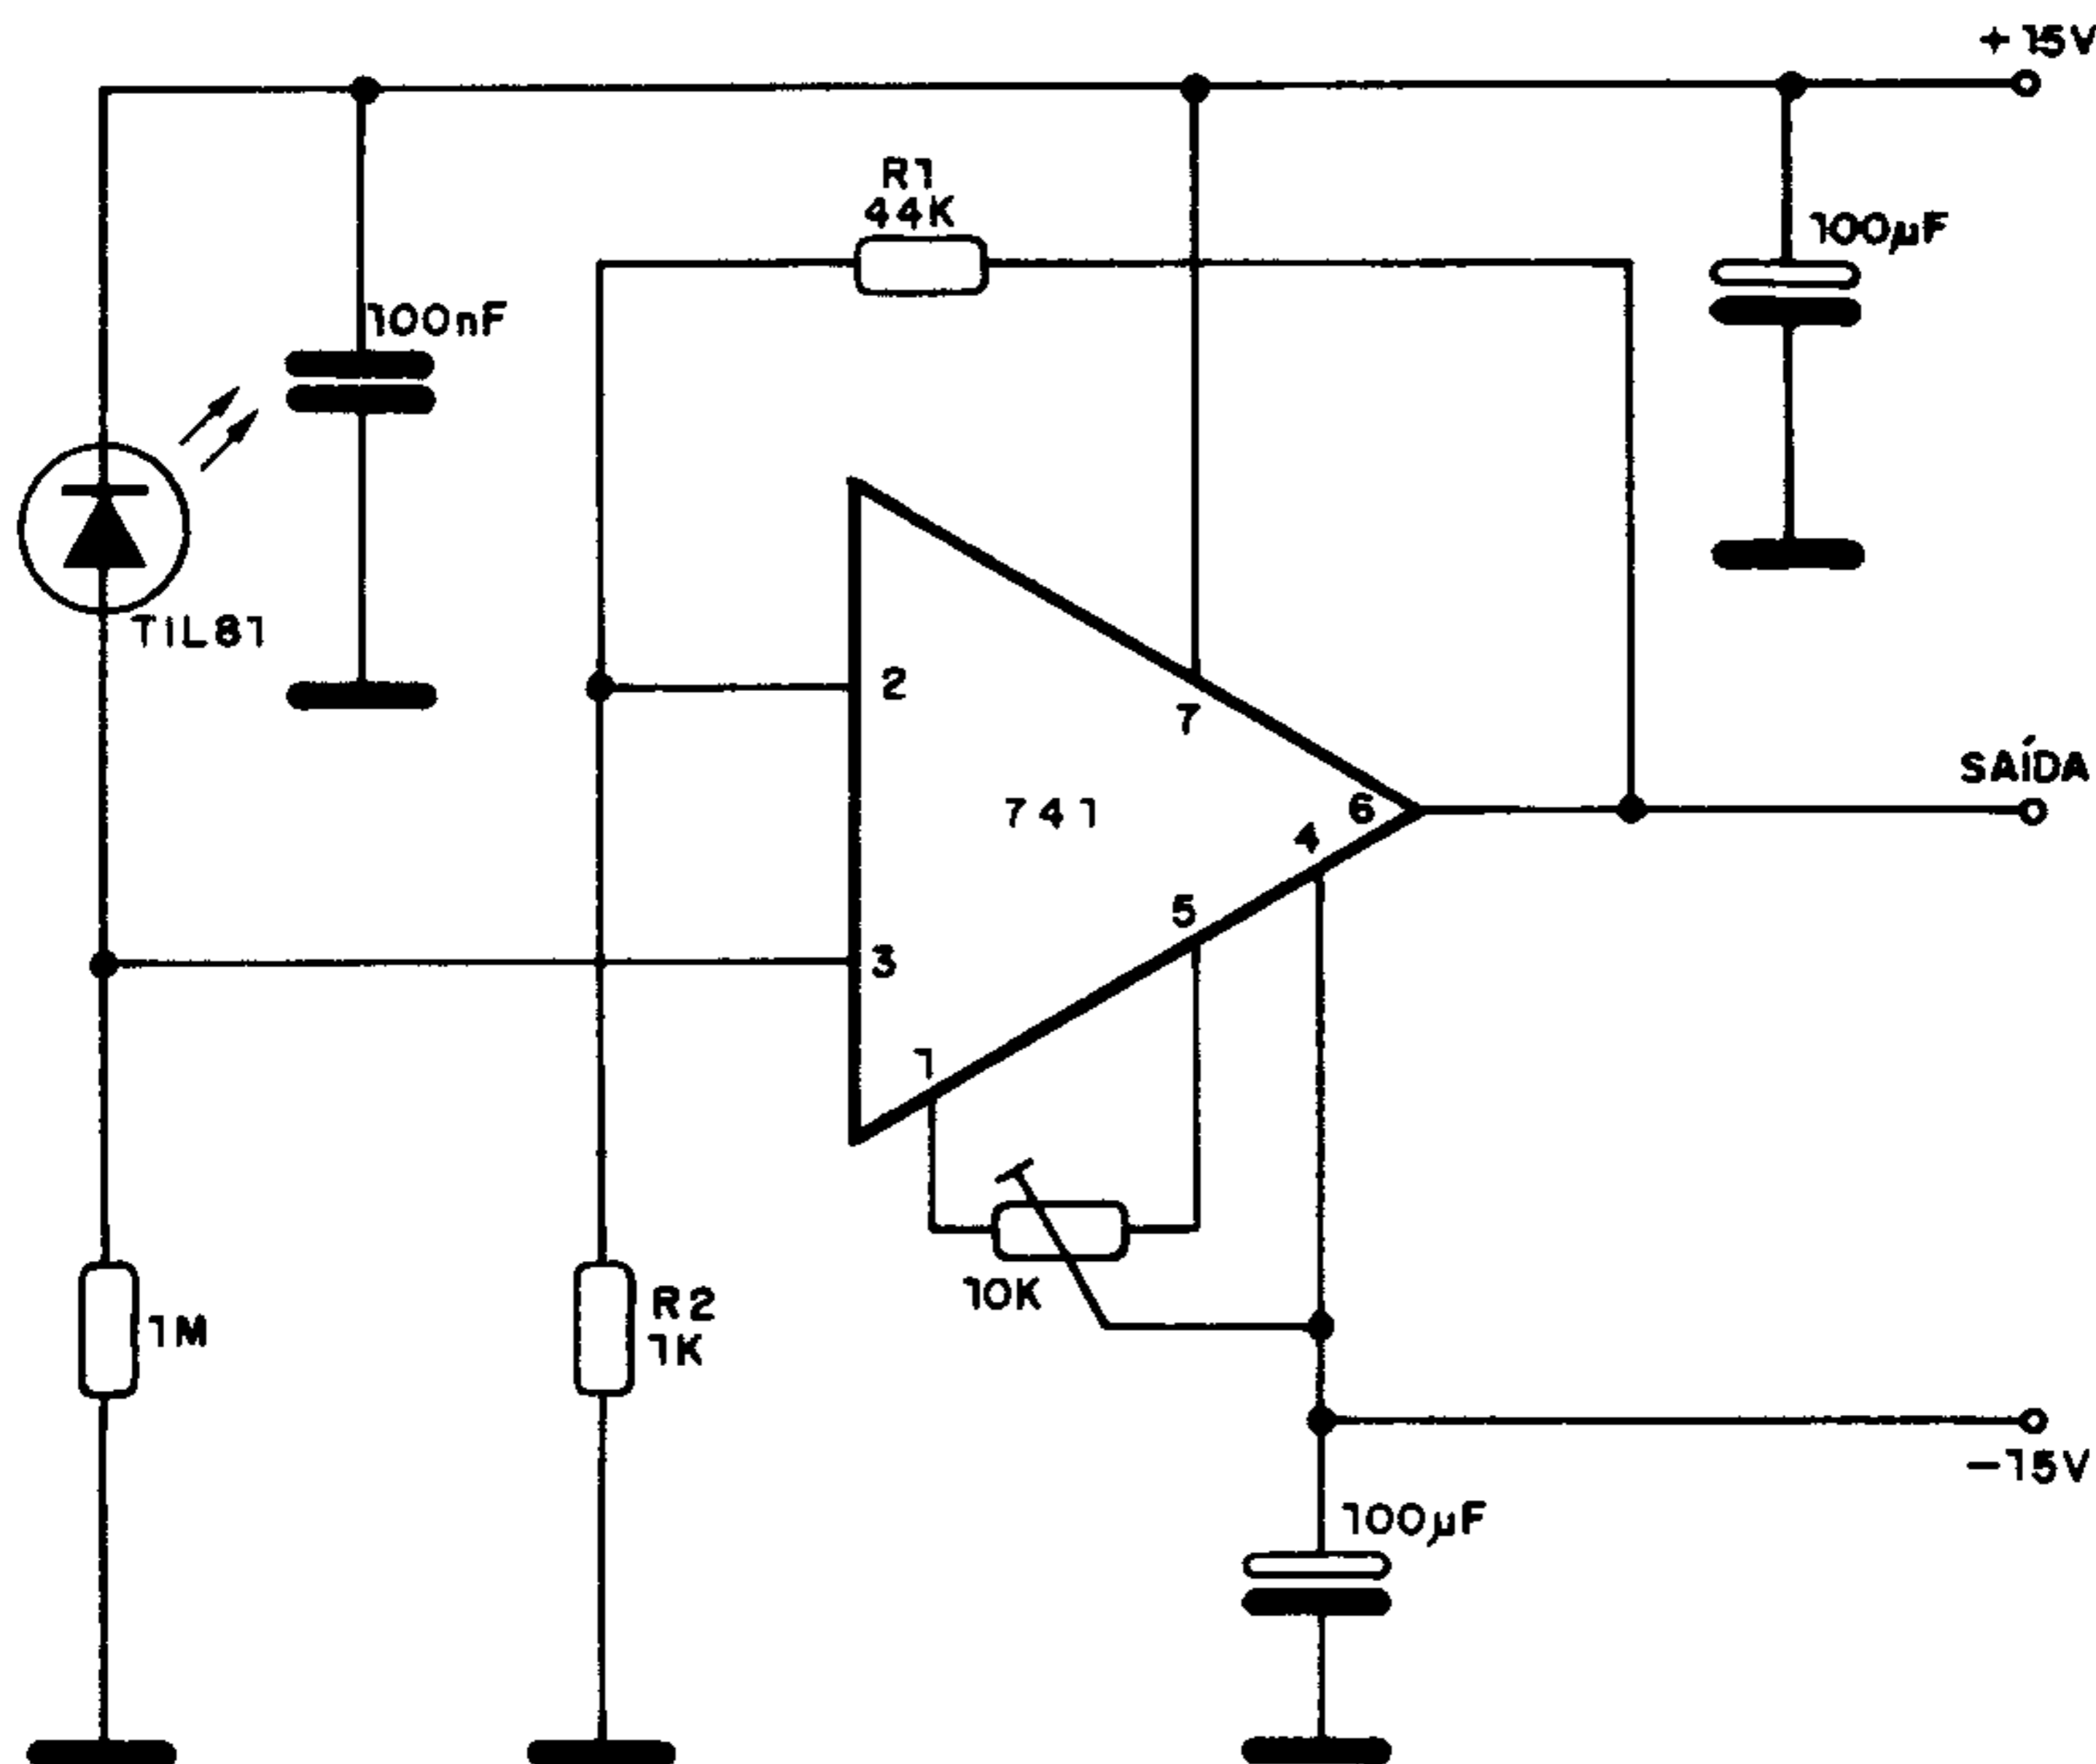 +15V
R1
44K
100µF
100nF
TIL81
2
7
SAÍDA
741
6
4
5
3
1
10K
R2
1K
1M
-15V
100µF